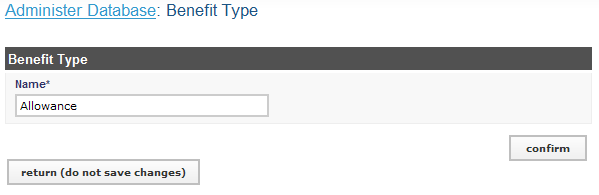 Administer Database: Benefit Type
Benefit Type
Name*
Allowance
confirm
return (do not save changes)